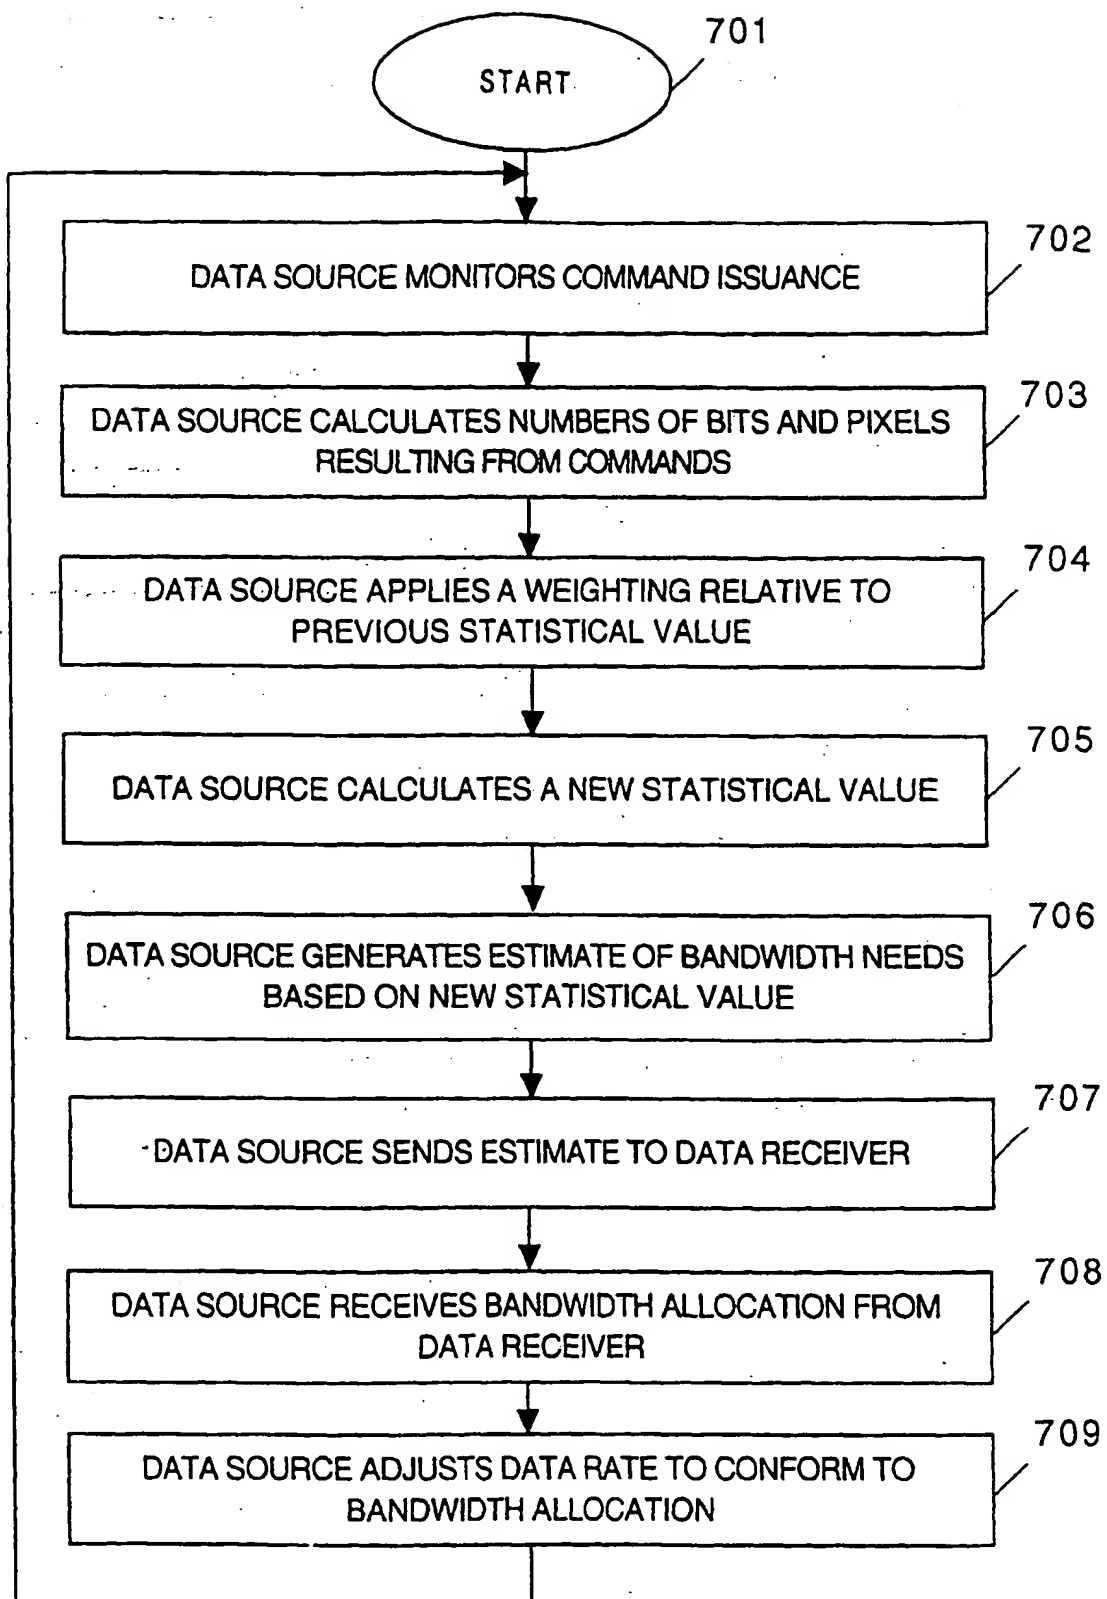 701
START
702
DATA SOURCE MONITORS COMMAND ISSUANCE
703
DATA SOURCE CALCULATES NUMBERS OF BITS AND PIXELS
RESULTING FROM COMMANDS
704
DATA SOURCE APPLIES A WEIGHTING RELATIVE TO
PREVIOUS STATISTICAL VALUE
705
DATA SOURCE CALCULATES A NEW STATISTICAL VALUE
706
DATA SOURCE GENERATES ESTIMATE OF BANDWIDTH NEEDS
BASED ON NEW STATISTICAL VALUE
707
DATA SOURCE SENDS ESTIMATE TO DATA RECEIVER
708
DATA SOURCE RECEIVES BANDWIDTH ALLOCATION FROM
DATA RECEIVER
709
DATA SOURCE ADJUSTS DATA RATE TO CONFORM TO
BANDWIDTH ALLOCATION